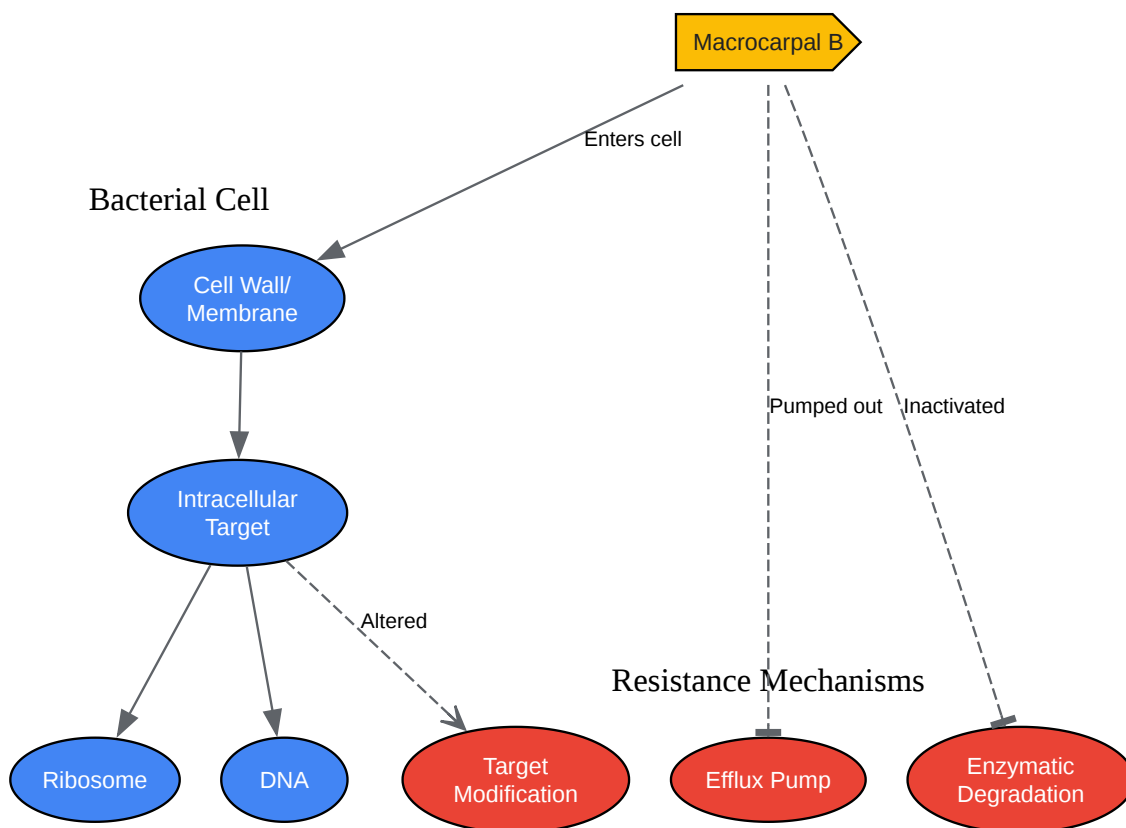 Macrocarpal B
Enters cell
Bacterial Cell
Cell Wall/
Membrane
Pumped out
Inactivated
Intracellular
Target
Altered
Resistance Mechanisms
Ribosome
DNA
Target
Modification
Efflux Pump
Enzymatic
Degradation